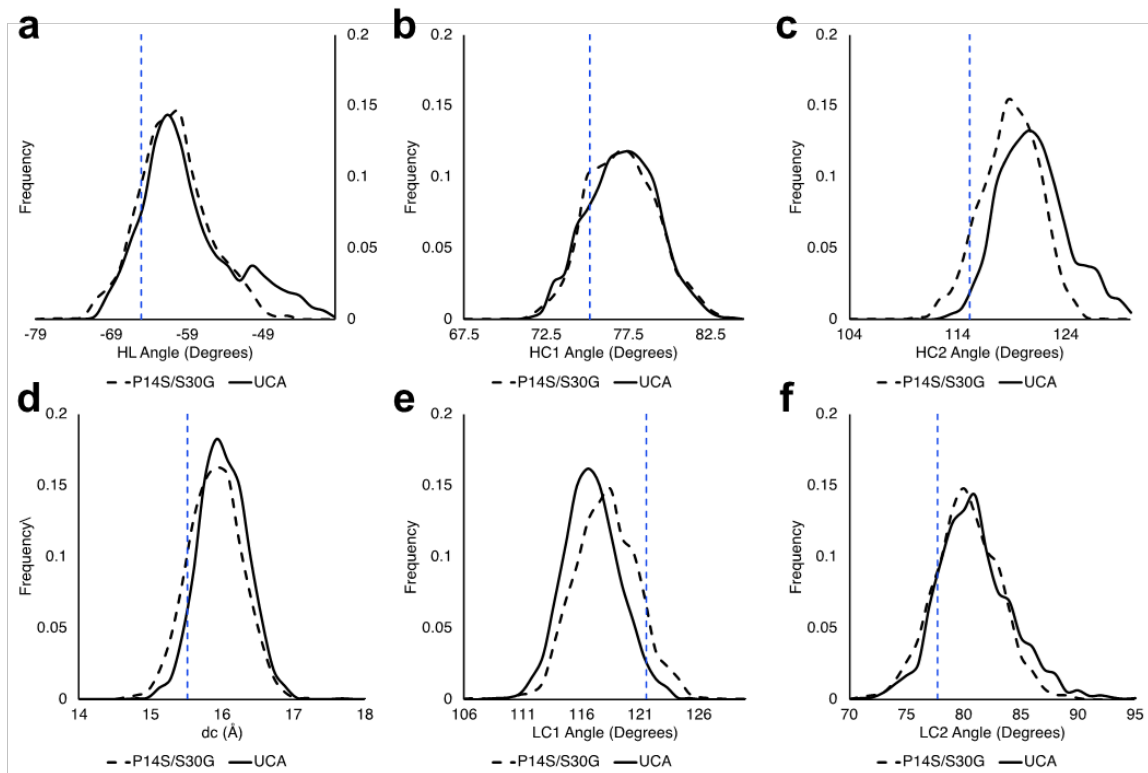 a
0.2
0.15
0.1
0.05
0
Frequency
-79
-69
-59
-49
HL Angle (Degrees)
P14S/S30G UCA
b
0.2
0.15
0.1
0.05
0
Frequency
67.5
72.5
77.5
82.5
HC1 Angle (Degrees)
P14S/S30G UCA
c
0.2
0.15
0.1
0.05
0
Frequency
104
114
124
HC2 Angle (Degrees)
P14S/S30G UCA
d
0.2
0.15
0.1
0.05
0
Frequency\
14
15
16
17
18
dc (Å)
P14S/S30G UCA
e
0.2
0.15
0.1
0.05
0
Frequency
106
111
116
121
126
LC1 Angle (Degrees)
P14S/S30G UCA
f
0.2
0.15
0.1
0.05
0
Frequency
70
75
80
85
90
95
LC2 Angle (Degrees)
P14S/S30G UCA